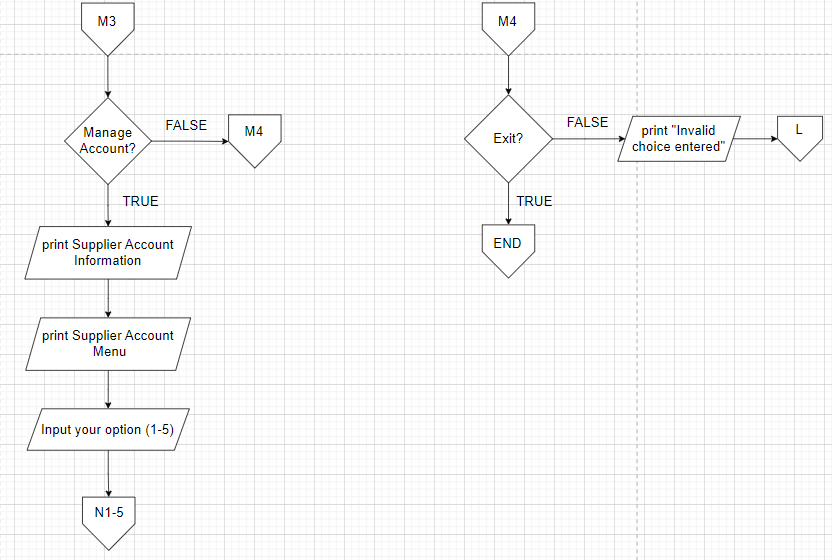 M3
Manage
Account?
FALSE
M4
TRUE
print Supplier Account
Information
print Supplier Account
Menu
Input your option (1-5)
N1-5
M4
Exit?
FALSE
print "Invalid
choice entered"
L
TRUE
END